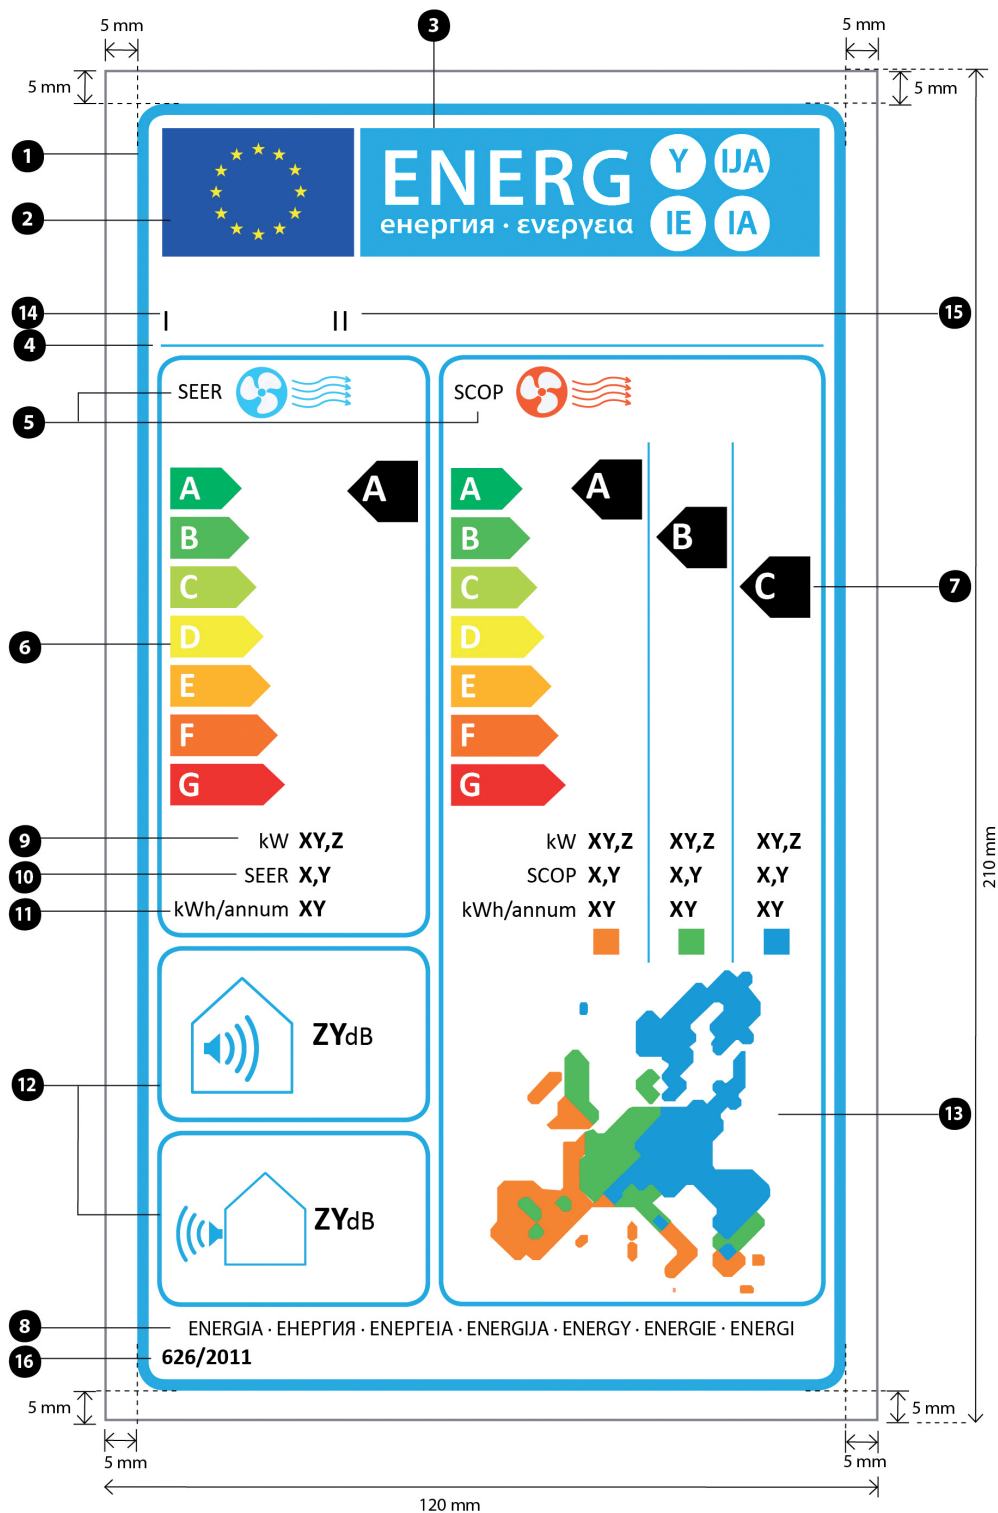 3
5 mm
5 mm
5 mm
5 mm
1
ENERG
Y
IJA
2
енергия · ενεργεια
IE
IA
14
I
II
15
4
SEER
SCOP
5
A
A
A
A
B
B
B
C
C
C
7
6
D
D
E
E
F
F
G
G
9
kW XY,Z
kW XY,Z XY,Z XY,Z
10
SEER X,Y
SCOP X,Y X,Y X,Y
11
kWh/annum XY
kWh/annum XY XY XY
210 mm
ZYdB
12
13
ZYdB
8
ENERGIA · ЕНЕРГИЯ · ΕΝΕΡΓΕΙΑ · ENERGIJA · ENERGY · ENERGIE · ENERGI
16
626/2011
5 mm
5 mm
5 mm
5 mm
120 mm